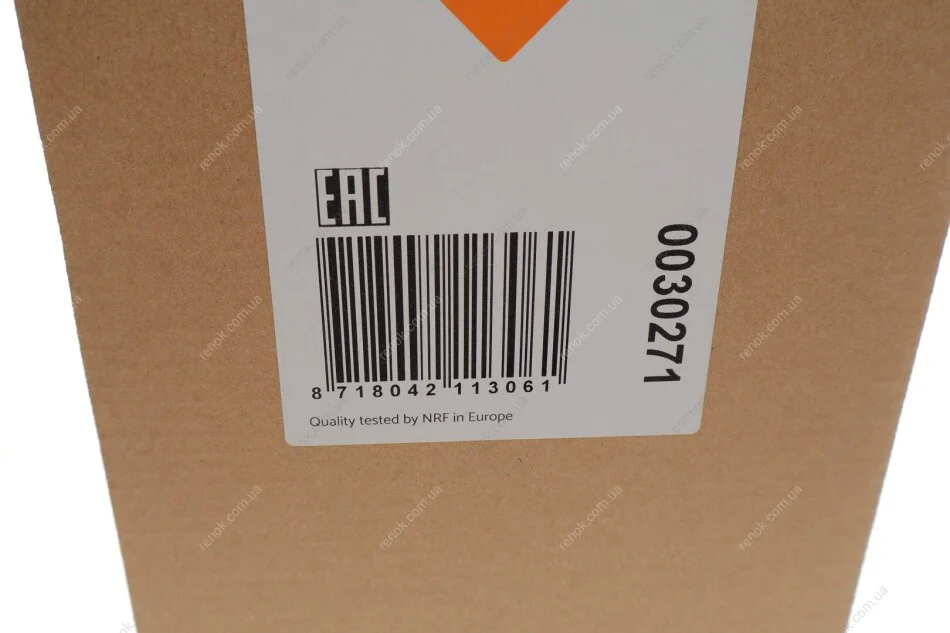 EAC
8 718042 113061
Quality tested by NRF in Europe
0030271
renok.com.ua